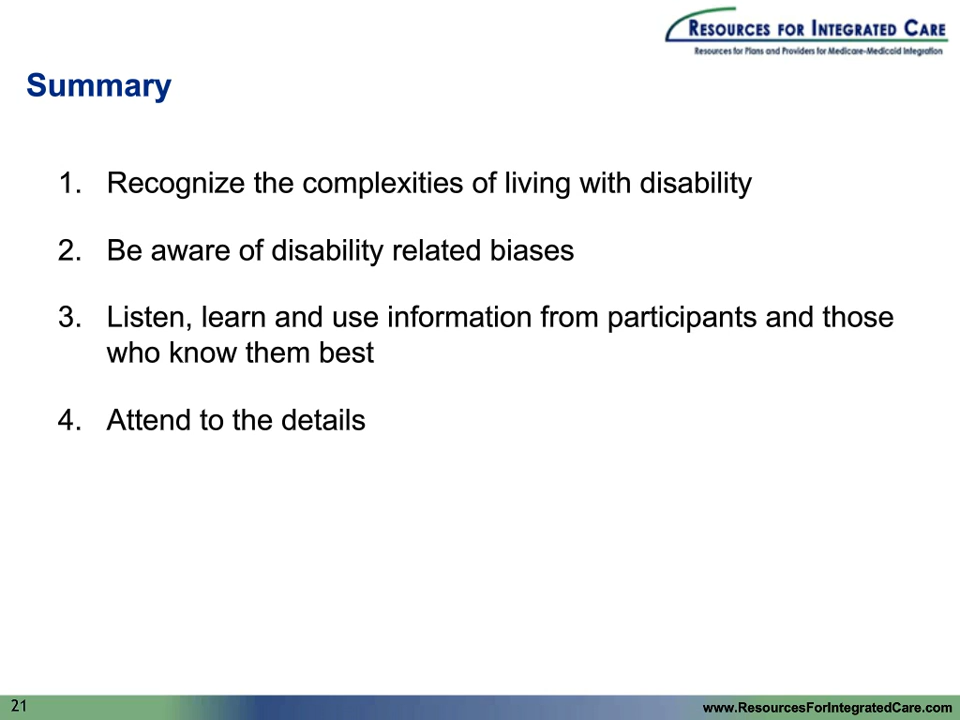 RESOURCES FOR INTEGRATED CARE
Resources for Plans and Providers for Medicare-Medicaid Integration
Summary
1. Recognize the complexities of living with disability
2. Be aware of disability related biases
3. Listen, learn and use information from participants and those
who know them best
4. Attend to the details
21
www.ResourcesForIntegratedCare.com